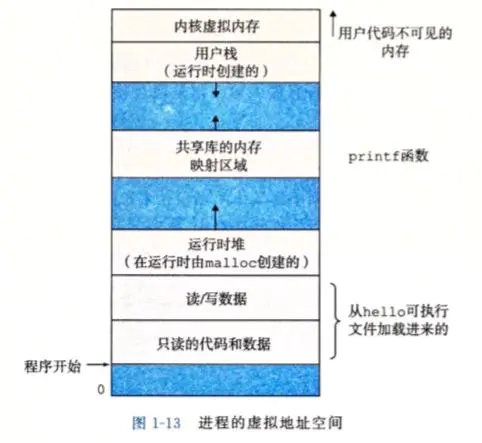 内核虚拟内存
用户代码不可见的
内存
用户栈
（运行时创建的）
共享库的内存
映射区域
printf函数
运行时堆
（在运行时由malloc创建的）
读/写数据
从hello可执行
文件加载进来的
只读的代码和数据
程序开始
0
图 1-13 进程的虚拟地址空间